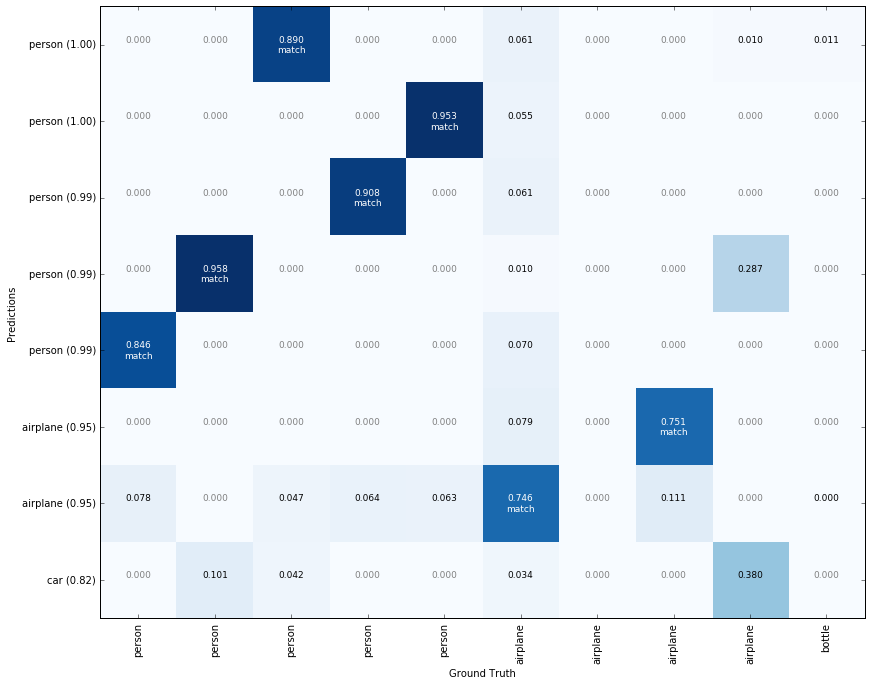 person (1.00) 0.000 0.000 0.890 0.000 0.000 0.061 0.000 0.000 0.010 0.011
match
person (1.00) 0.000 0.000 0.000 0.000 0.953 0.055 0.000 0.000 0.000 0.000
match
person (0.99) 0.000 0.000 0.000 0.908 0.000 0.061 0.000 0.000 0.000 0.000
match
person (0.99) 0.000 0.958 0.000 0.000 0.000 0.010 0.000 0.000 0.287 0.000
match
Predictions
person (0.99) 0.846 0.000 0.000 0.000 0.000 0.070 0.000 0.000 0.000 0.000
match
airplane (0.95) 0.000 0.000 0.000 0.000 0.000 0.079 0.000 0.751 0.000 0.000
match
airplane (0.95) 0.078 0.000 0.047 0.064 0.063 0.746 0.000 0.111 0.000 0.000
match
car (0.82) 0.000 0.101 0.042 0.000 0.000 0.034 0.000 0.000 0.380 0.000
person person person person person airplane airplane airplane airplane bottle
Ground Truth